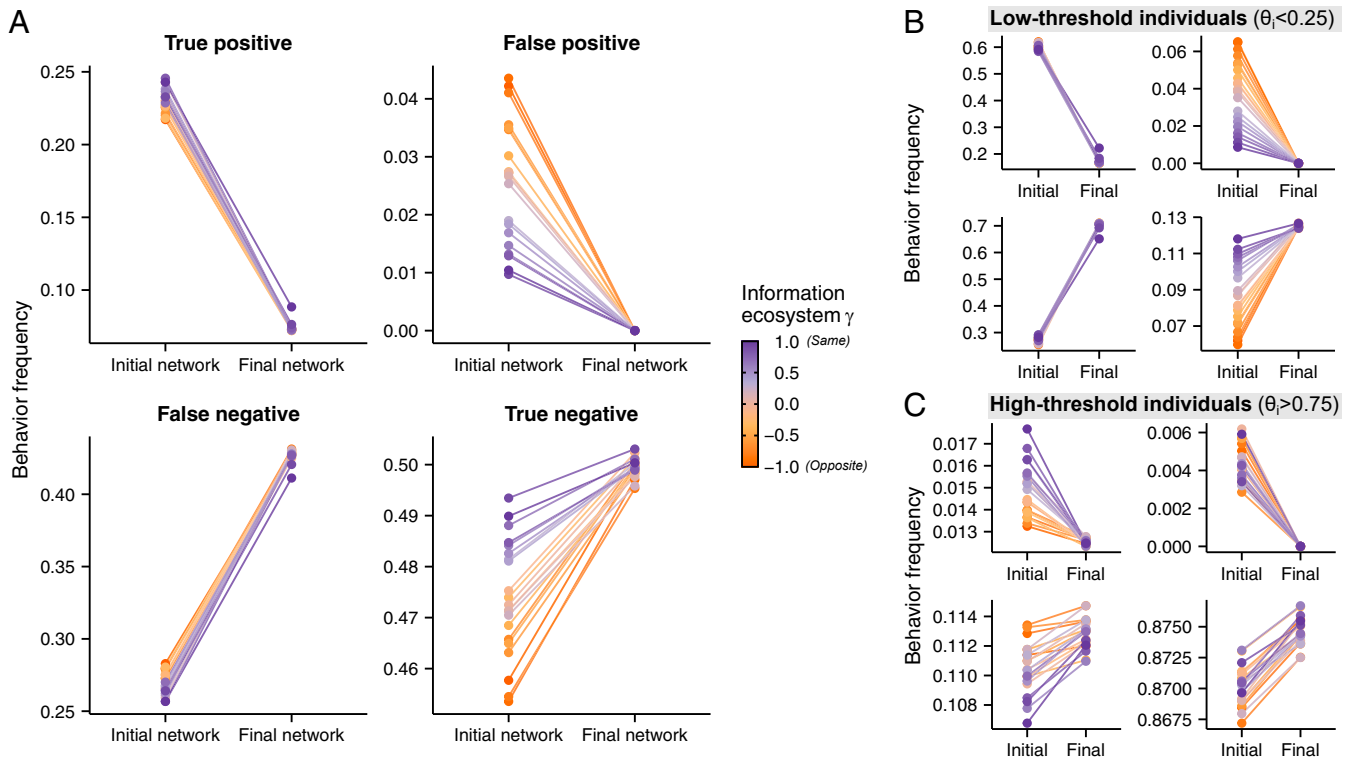 A
True positive
False positive
Behavior frequency
0.25
0.20
0.15
0.10
Initial network Final network
0.04
0.03
0.02
0.01
0.00
Initial network Final network
False negative
True negative
0.40
0.35
0.30
0.25
Initial network Final network
0.50
0.49
0.48
0.47
0.46
Initial network Final network
Information
ecosystem γ
1.0 (Same)
0.5
0.0
−0.5
−1.0 (Opposite)
B
Low-threshold individuals (θi<0.25)
Behavior frequency
0.6
0.5
0.4
0.3
0.2
Initial Final
0.06
0.04
0.02
0.00
Initial Final
0.7
0.6
0.5
0.4
0.3
Initial Final
0.13
0.11
0.09
0.07
Initial Final
C
High-threshold individuals (θi>0.75)
Behavior frequency
0.017
0.016
0.015
0.014
0.013
Initial Final
0.006
0.004
0.002
0.000
Initial Final
0.114
0.112
0.110
0.108
Initial Final
0.8750
0.8725
0.8700
0.8675
Initial Final